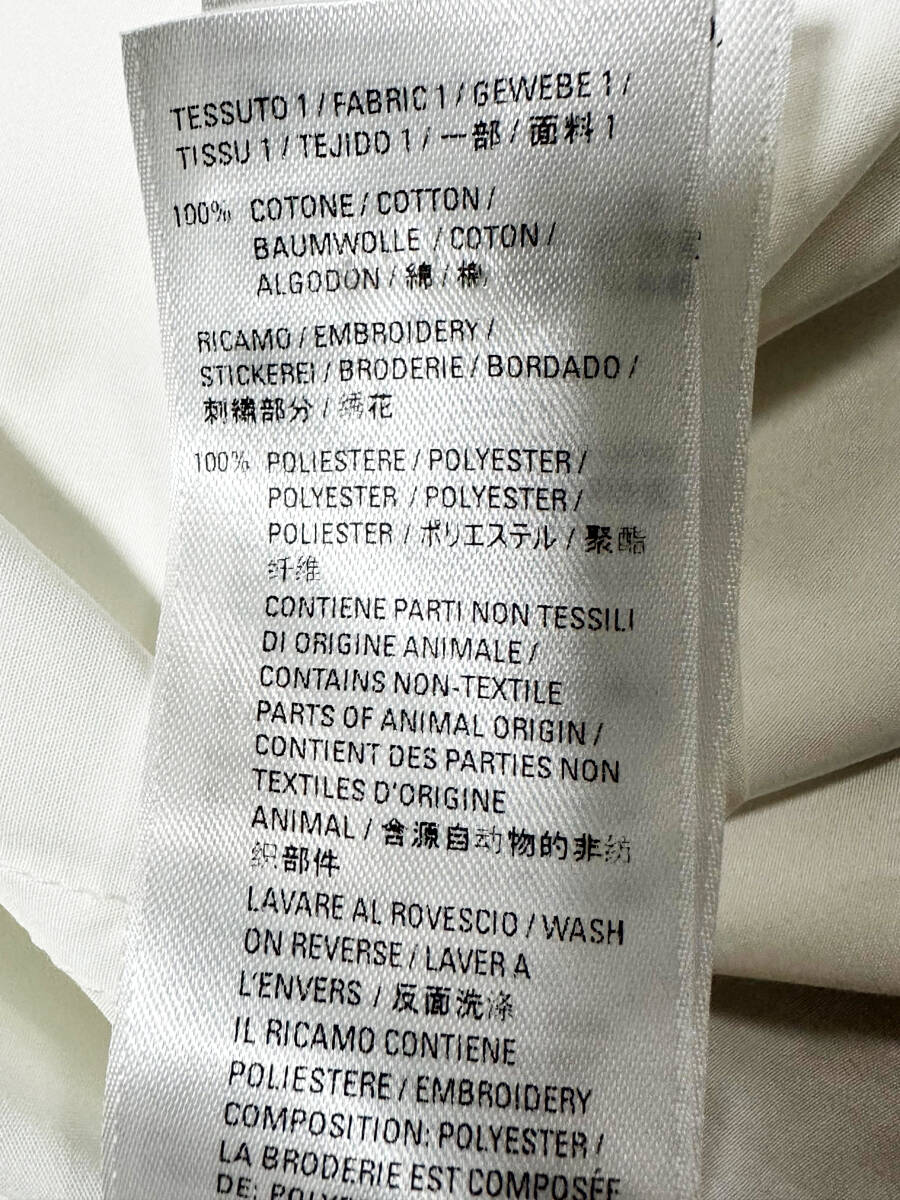 TESSUTO 1 / FABRIC 1 / GEWEBE 1 /
TISSU 1 / TEJIDO 1 / 一部 / 面料 1
100% COTONE / COTTON /
BAUMWOLLE / COTON /
ALGODON / 綿 / 棉
RICAMO / EMBROIDERY /
STICKEREI / BRODERIE / BORDADO /
刺繍部分 / 绣花
100% POLIESTERE / POLYESTER /
POLYESTER / POLYESTER /
POLIESTER / ポリエステル / 聚酯
纤维
CONTIENE PARTI NON TESSILI
DI ORIGINE ANIMALE /
CONTAINS NON-TEXTILE
PARTS OF ANIMAL ORIGIN /
CONTIENT DES PARTIES NON
TEXTILES D'ORIGINE
ANIMAL / 含源自动物的非纺
织部件
LAVARE AL ROVESCIO / WASH
ON REVERSE / LAVER A
L'ENVERS / 反面洗涤
IL RICAMO CONTIENE
POLIESTERE / EMBROIDERY
COMPOSITION: POLYESTER /
LA BRODERIE EST COMPOSÉE
DE: